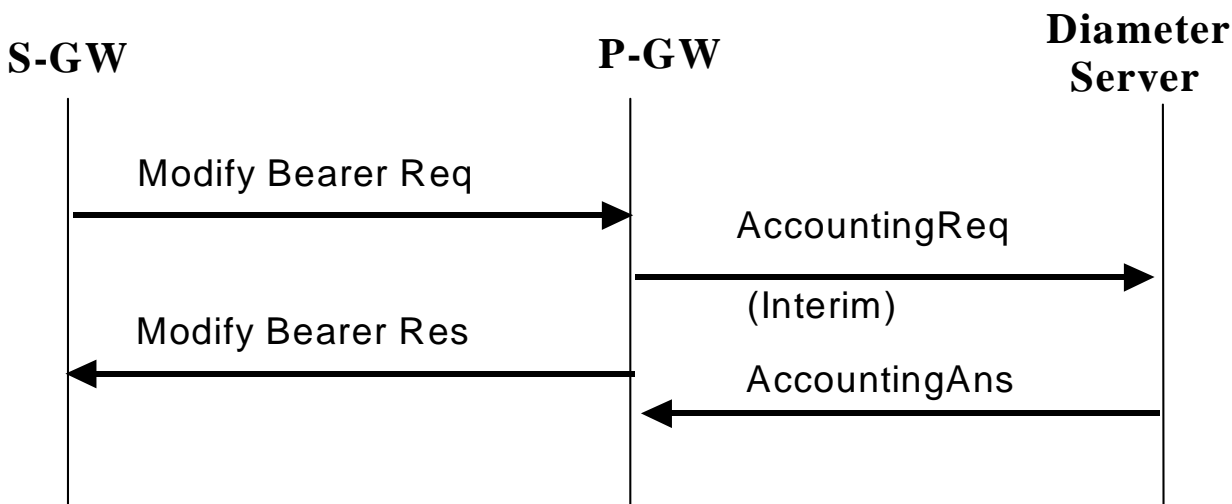 S-GW
P-GW
Diameter
Server
Modify Bearer Req
AccountingReq
(Interim)
Modify Bearer Res
AccountingAns